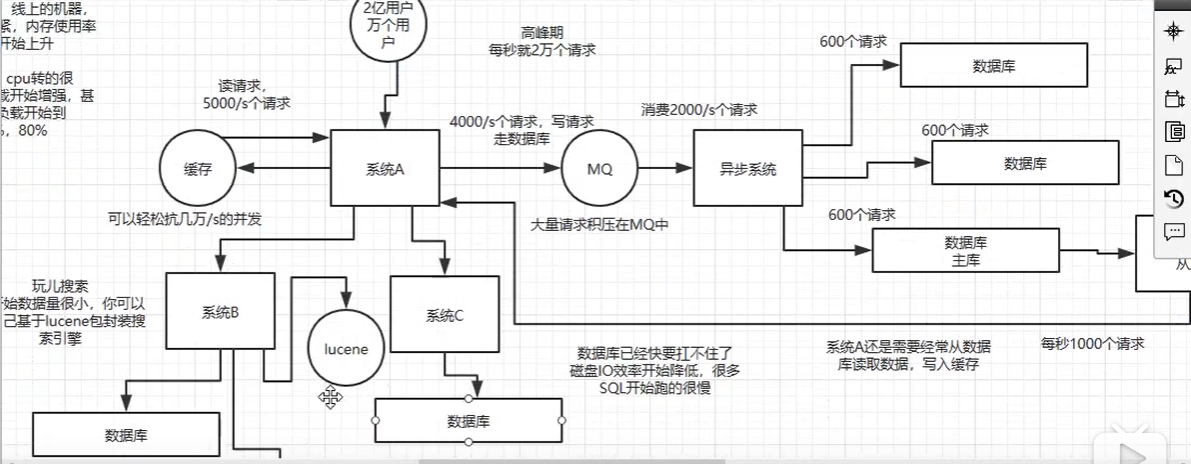 线上的机器，
紧，内存使用率
开始上升
cpu转的很
载开始增强，甚
负载开始到
，80%
2亿用户
万个用
户
高峰期
每秒就2万个请求
读请求，
5000/s个请求
缓存
可以轻松抗几万/s的并发
系统A
4000/s个请求，写请求
走数据库
MQ
大量请求积压在MQ中
消费2000/s个请求
异步系统
600个请求
数据库
600个请求
数据库
600个请求
数据库
主库
从
玩儿搜索
始数据量很小，你可以
己基于lucene包封装搜
索引擎
系统B
lucene
系统C
数据库
数据库
数据库已经快要扛不住了
磁盘IO效率开始降低，很多
SQL开始跑的很慢
系统A还是需要经常从数据
库读取数据，写入缓存
每秒1000个请求